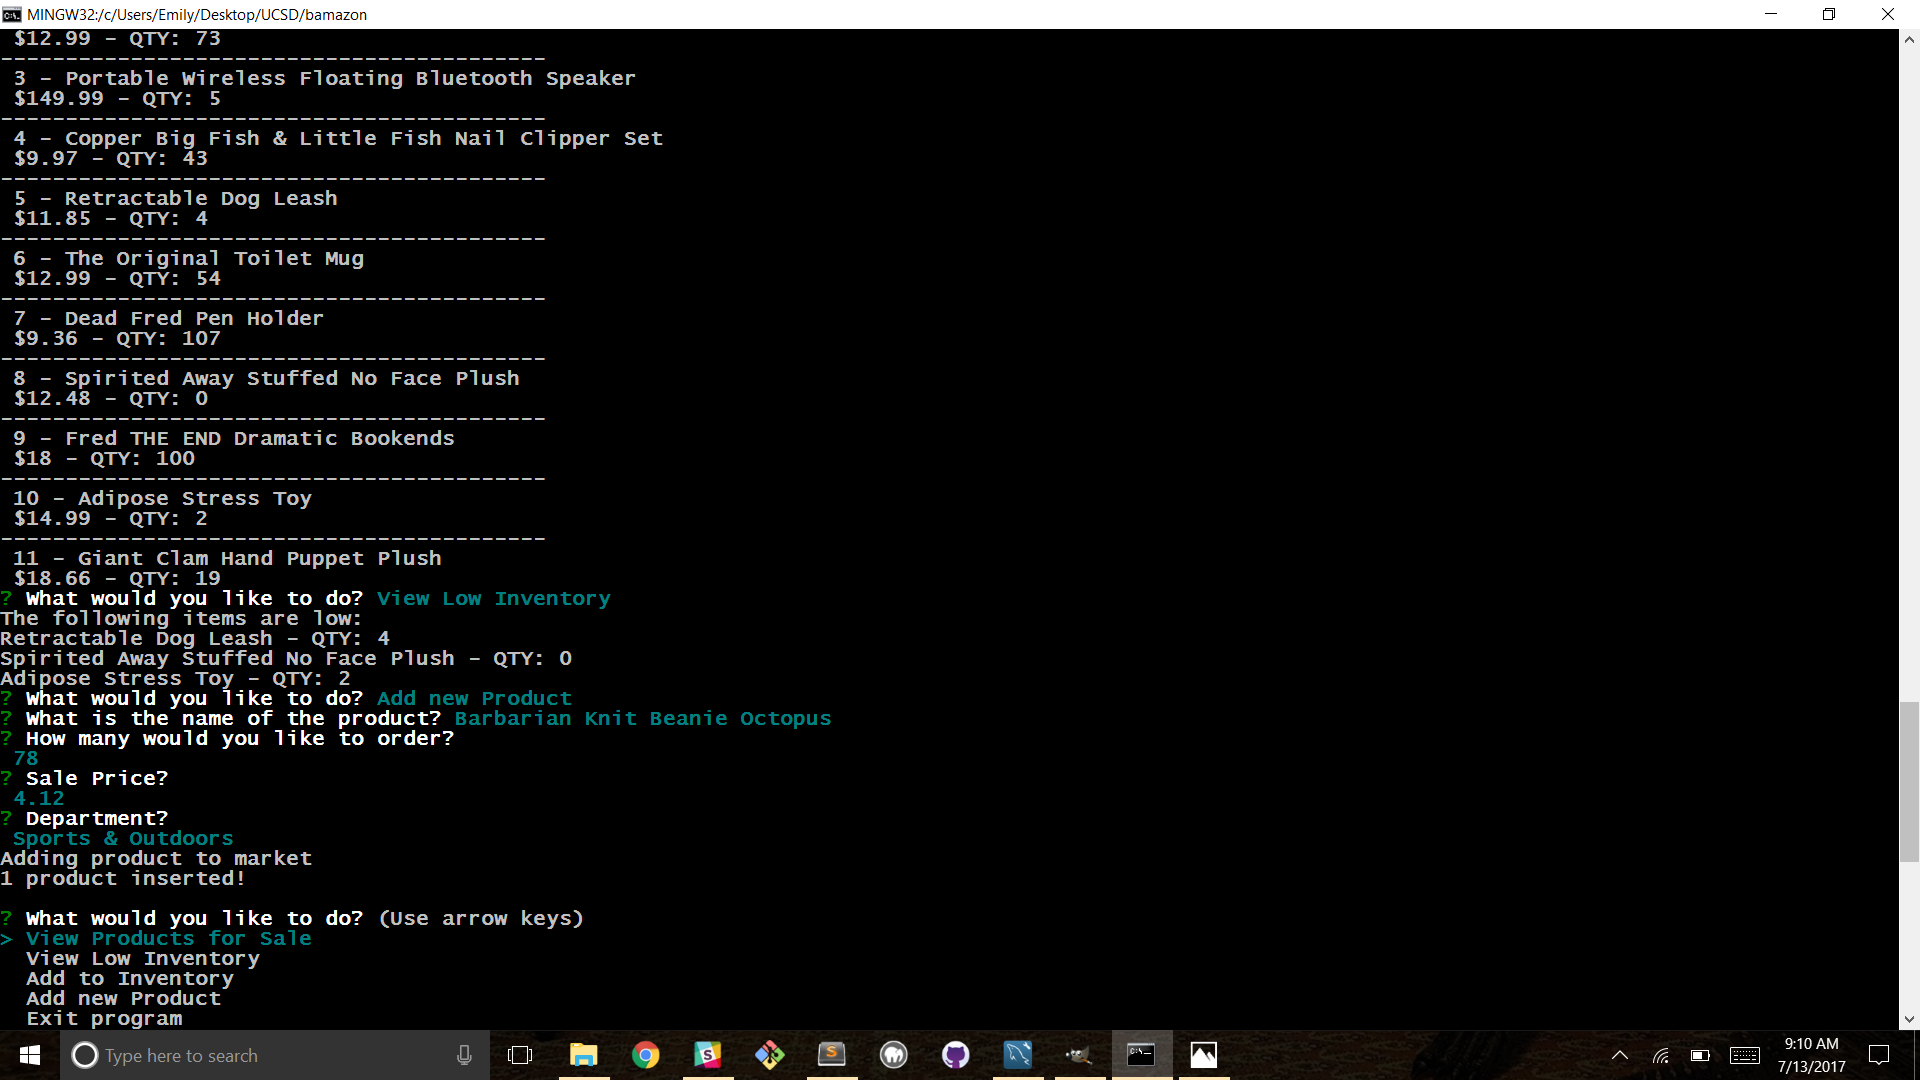 MINGW32:/c/Users/Emily/Desktop/UCSD/bamazon
$12.99 - QTY: 73
------------------------------------------
3 - Portable Wireless Floating Bluetooth Speaker
$149.99 - QTY: 5
------------------------------------------
4 - Copper Big Fish & Little Fish Nail Clipper Set
$9.97 - QTY: 43
------------------------------------------
5 - Retractable Dog Leash
$11.85 - QTY: 4
------------------------------------------
6 - The Original Toilet Mug
$12.99 - QTY: 54
------------------------------------------
7 - Dead Fred Pen Holder
$9.36 - QTY: 107
------------------------------------------
8 - Spirited Away Stuffed No Face Plush
$12.48 - QTY: 0
------------------------------------------
9 - Fred THE END Dramatic Bookends
$18 - QTY: 100
------------------------------------------
10 - Adipose Stress Toy
$14.99 - QTY: 2
------------------------------------------
11 - Giant Clam Hand Puppet Plush
$18.66 - QTY: 19
? What would you like to do? View Low Inventory
The following items are low:
Retractable Dog Leash - QTY: 4
Spirited Away Stuffed No Face Plush - QTY: 0
Adipose Stress Toy - QTY: 2
? What would you like to do? Add new Product
? What is the name of the product? Barbarian Knit Beanie Octopus
? How many would you like to order?
78
? Sale Price?
4.12
? Department?
Sports & Outdoors
Adding product to market
1 product inserted!
? What would you like to do? (Use arrow keys)
> View Products for Sale
View Low Inventory
Add to Inventory
Add new Product
Exit program
Type here to search
9:10 AM
7/13/2017